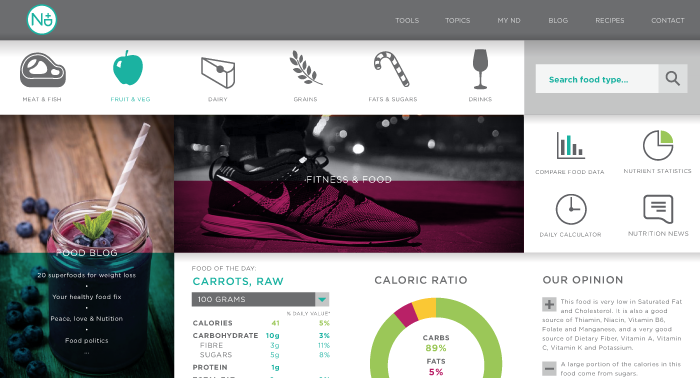 ND
TOOLS
TOPICS
MY ND
BLOG
RECIPES
CONTACT
MEAT & FISH
FRUIT & VEG
DAIRY
GRAINS
FATS & SUGARS
DRINKS
Search food type...
FOOD BLOG
20 superfoods for weight loss
•
Your healthy food fix
•
Peace, love & Nutition
•
Food politics
...
FITNESS & FOOD
COMPARE FOOD DATA
NUTRIENT STATISTICS
DAILY CALCULATOR
NUTRITION NEWS
FOOD OF THE DAY:
CARROTS, RAW
100 GRAMS
% DAILY VALUE*
CALORIES 41 5%
CARBOHYDRATE 10g 3%
FIBRE 3g 11%
SUGARS 5g 8%
PROTEIN 1g
CALORIC RATIO
CARBS
89%
FATS
5%
OUR OPINION
This food is very low in Saturated Fat
and Cholesterol. It is also a good
source of Thiamin, Niacin, Vitamin B6,
Folate and Manganese, and a very good
source of Dietary Fiber, Vitamin A, Vitamin
C, Vitamin K and Potassium.
A large portion of the calories in this
food come from sugars.